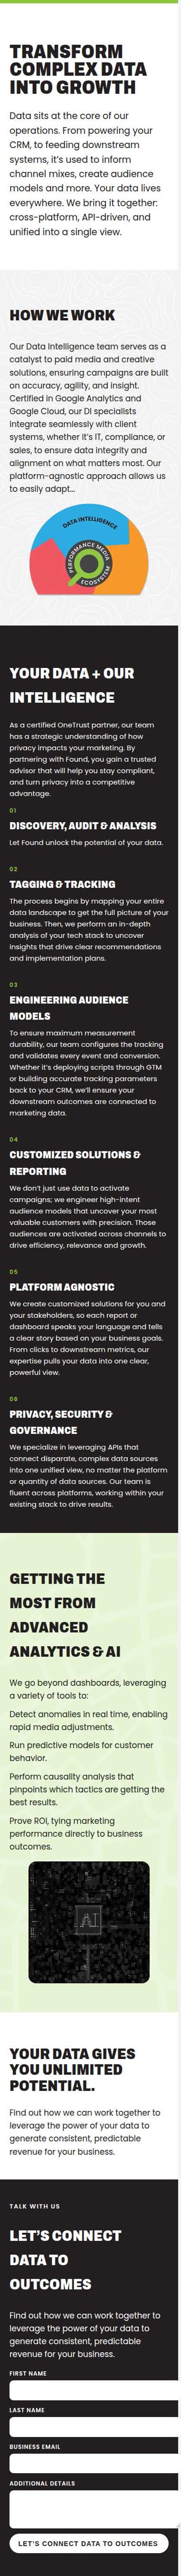 TRANSFORM
COMPLEX DATA
INTO GROWTH
Data sits at the core of our
operations. From powering your
CRM, to feeding downstream
systems, it's used to inform
channel mixes, create audience
models and more. Your data lives
everywhere. We bring it together:
cross-platform, API-driven, and
unified into a single view.
HOW WE WORK
Our Data Intelligence team serves as a
catalyst to paid media and creative
solutions, ensuring campaigns are built
on accuracy, agility, and insight.
Certified in Google Analytics and
Google Cloud, our DI specialists
integrate seamlessly with client
systems, whether it's IT, compliance, or
sales, to ensure data integrity and
alignment on what matters most. Our
platform-agnostic approach allows us
to easily adapt...
DATA INTELLIGENCE
PERFORMANCE MEDIA
ECOSYSTEM
YOUR DATA + OUR
INTELLIGENCE
As a certified OneTrust partner, our team
has a strategic understanding of how
privacy impacts your marketing. By
partnering with Found, you gain a trusted
advisor that will help you stay compliant,
and turn privacy into a competitive
advantage.
01
DISCOVERY, AUDIT & ANALYSIS
Let Found unlock the potential of your data.
02
TAGGING & TRACKING
The process begins by mapping your entire
data landscape to get the full picture of your
business. Then, we perform an in-depth
analysis of your tech stack to uncover
insights that drive clear recommendations
and implementation plans.
03
ENGINEERING AUDIENCE
MODELS
To ensure maximum measurement
durability, our team configures the tracking
and validates every event and conversion.
Whether it's deploying scripts through GTM
or building accurate tracking parameters
back to your CRM, we'll ensure your
downstream outcomes are connected to
marketing data.
04
CUSTOMIZED SOLUTIONS &
REPORTING
We don't just use data to activate
campaigns; we engineer high-intent
audience models that uncover your most
valuable customers with precision. Those
audiences are activated across channels to
drive efficiency, relevance and growth.
05
PLATFORM AGNOSTIC
We create customized solutions for you and
your stakeholders, so each report or
dashboard speaks your language and tells
a clear story based on your business goals.
From clicks to downstream metrics, our
expertise pulls your data into one clear,
powerful view.
06
PRIVACY, SECURITY &
GOVERNANCE
We specialize in leveraging APIs that
connect disparate, complex data sources
into one unified view, no matter the platform
or quantity of data sources. Our team is
fluent across platforms, working within your
existing stack to drive results.
GETTING THE
MOST FROM
ADVANCED
ANALYTICS & AI
We go beyond dashboards, leveraging
a variety of tools to:
Detect anomalies in real time, enabling
rapid media adjustments.
Run predictive models for customer
behavior.
Perform causality analysis that
pinpoints which tactics are getting the
best results.
Prove ROI, tying marketing
performance directly to business
outcomes.
AI
YOUR DATA GIVES
YOU UNLIMITED
POTENTIAL.
Find out how we can work together to
leverage the power of your data to
generate consistent, predictable
revenue for your business.
TALK WITH US
LET'S CONNECT
DATA TO
OUTCOMES
Find out how we can work together to
leverage the power of your data to
generate consistent, predictable
revenue for your business.
FIRST NAME
LAST NAME
BUSINESS EMAIL
ADDITIONAL DETAILS
LET'S CONNECT DATA TO OUTCOMES